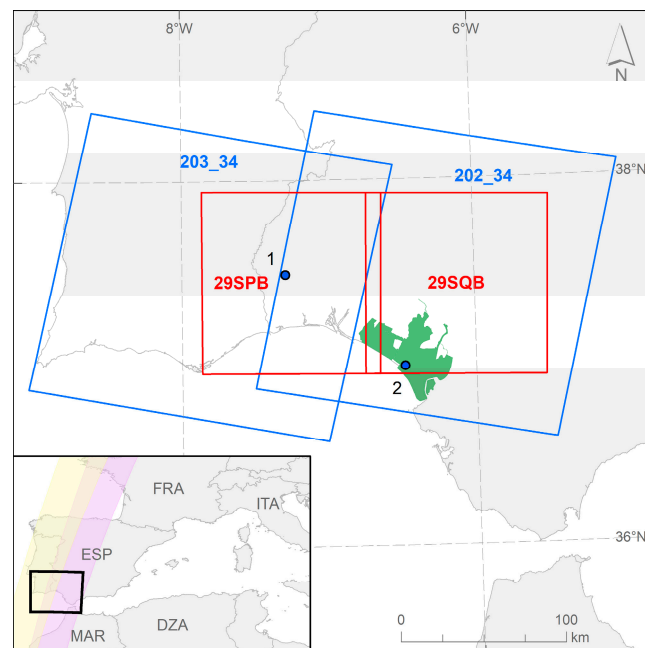 8°W
6°W
N
203_34
202_34
38°N
1
29SPB
29SQB
2
FRA
ITA
ESP
MAR
DZA
36°N
0
100
km